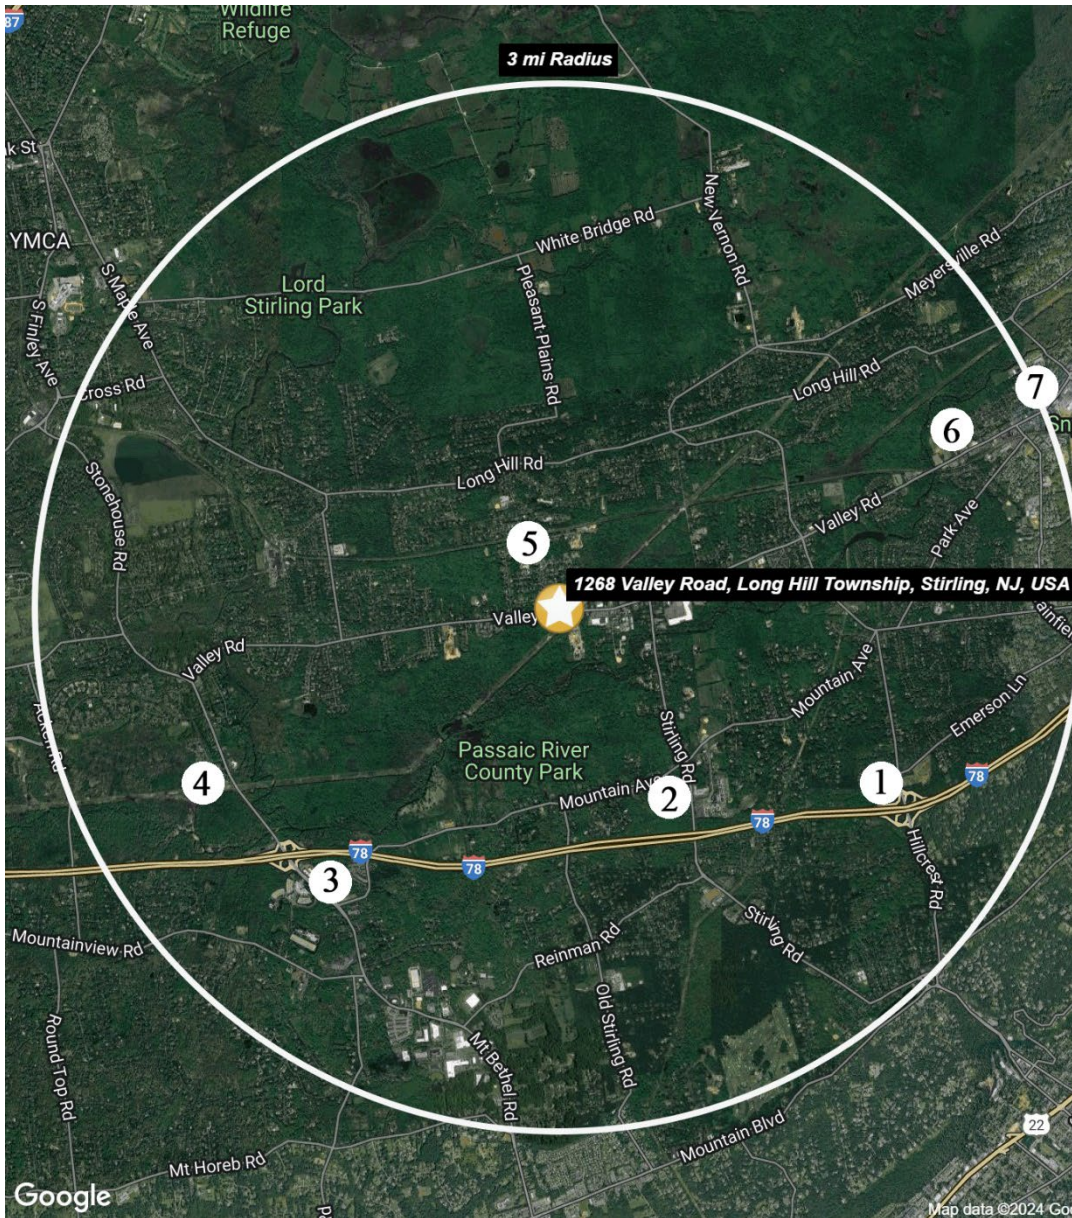 87
Wildlife
Refuge
3 mi Radius
YMCA
S Maple Ave
S Finley Ave
Cross Rd
Lord
Stirling Park
White Bridge Rd
Pleasant Plains Rd
New Vernon Rd
Meyersville Rd
Long Hill Rd
Long Hill Rd
7
6
Stonehouse Rd
5
Valley Rd
Park Ave
1268 Valley Road, Long Hill Township, Stirling, NJ, USA
Valley
Valley Rd
Mountain Ave
Emerson Ln
Acken Rd
Stirling Rd
Passaic River
County Park
4
Mountain Ave
2
1
78
78
78
78
3
Hillcrest Rd
Mountainview Rd
Stirling Rd
Reinman Rd
Old Stirling Rd
Round Top Rd
Mt Bethel Rd
22
Mountain Blvd
Mt Horeb Rd
Google
Map data ©2024 Goo